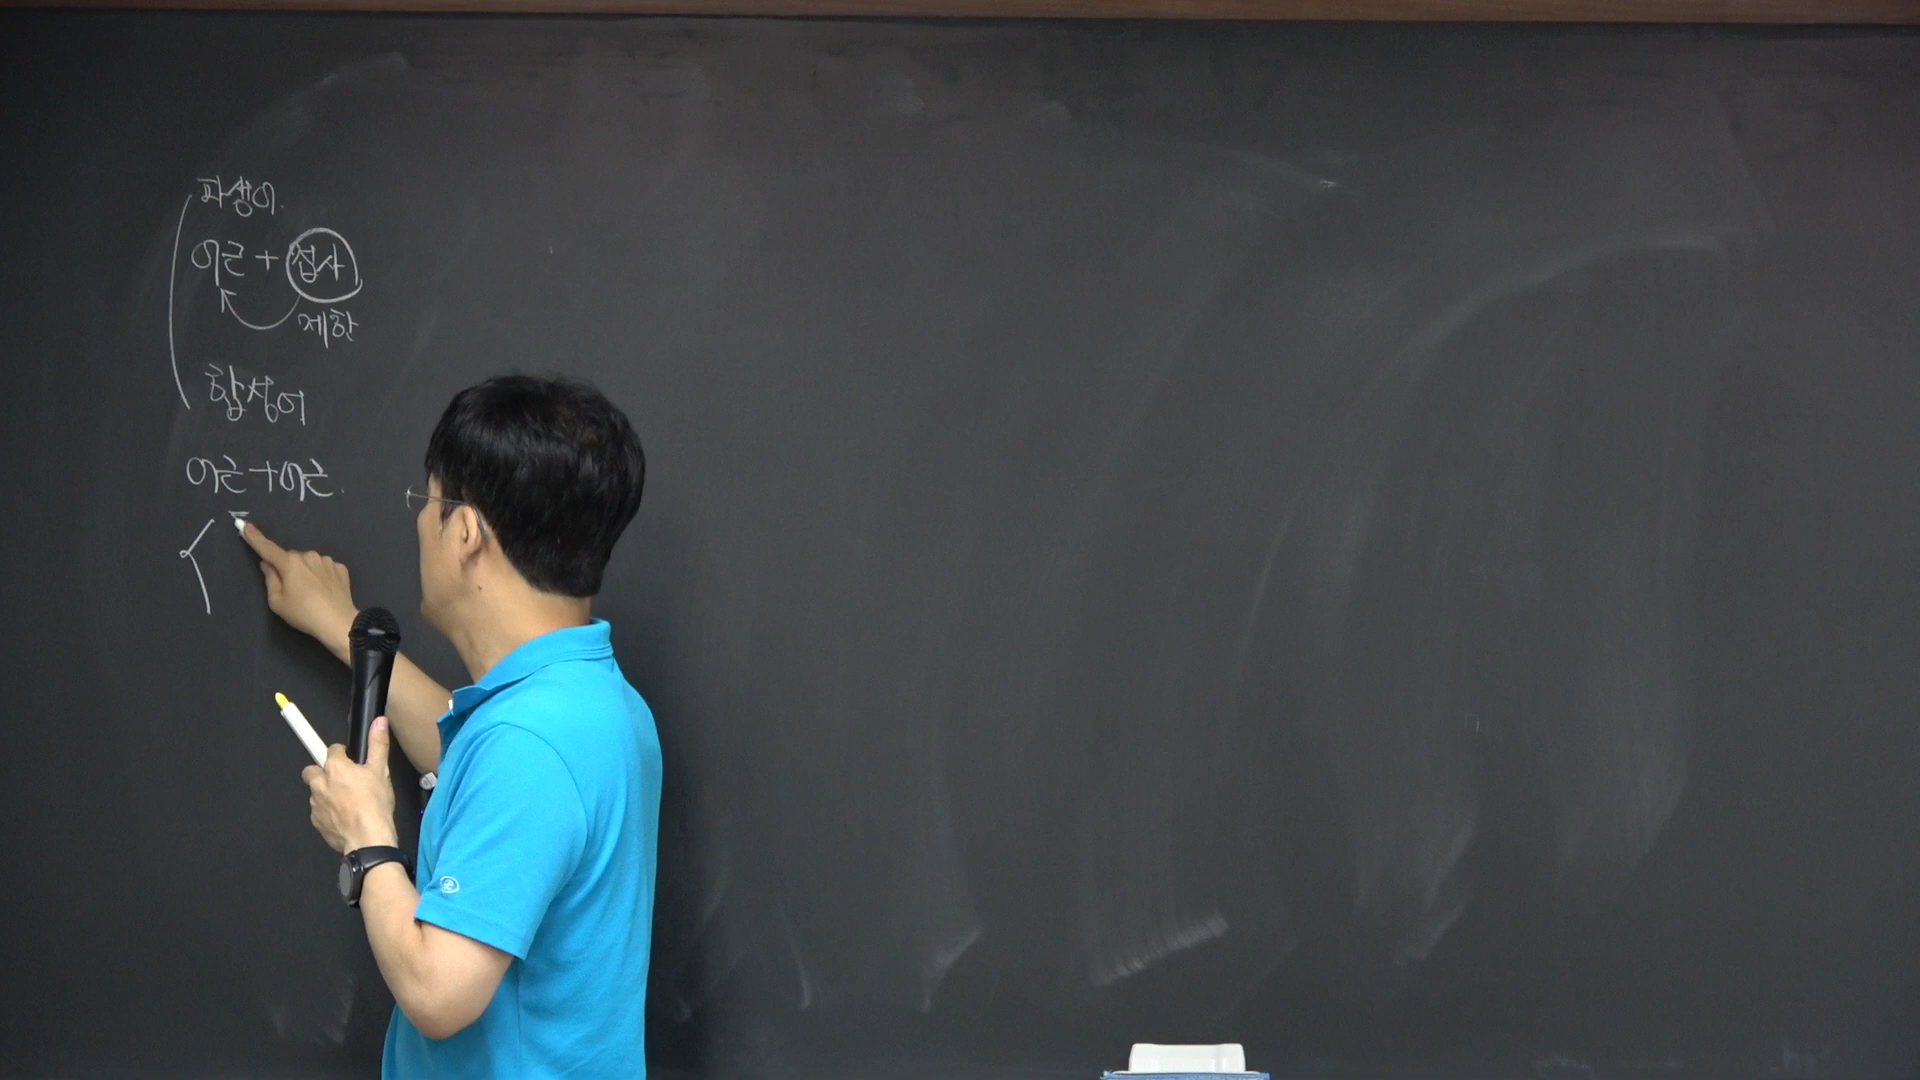 파생어.
어근 + 접사
제한
합성어
어근 + 어근.